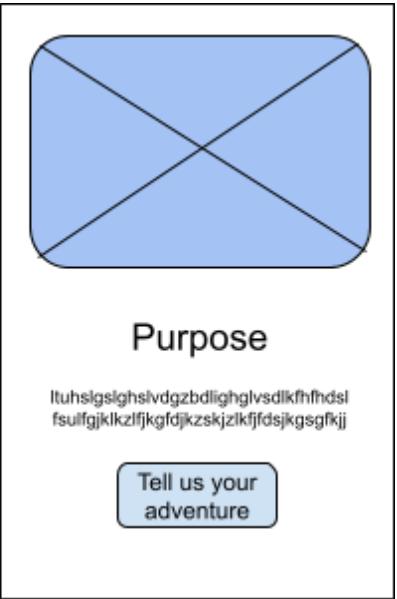 Purpose
ltuhslgslghslvdgzbdlighglvsdlkfhfhdsl
fsulfgjklkzlfjkgfdjkzskjzlkfjfdsjkgsgfkjj
Tell us your
adventure